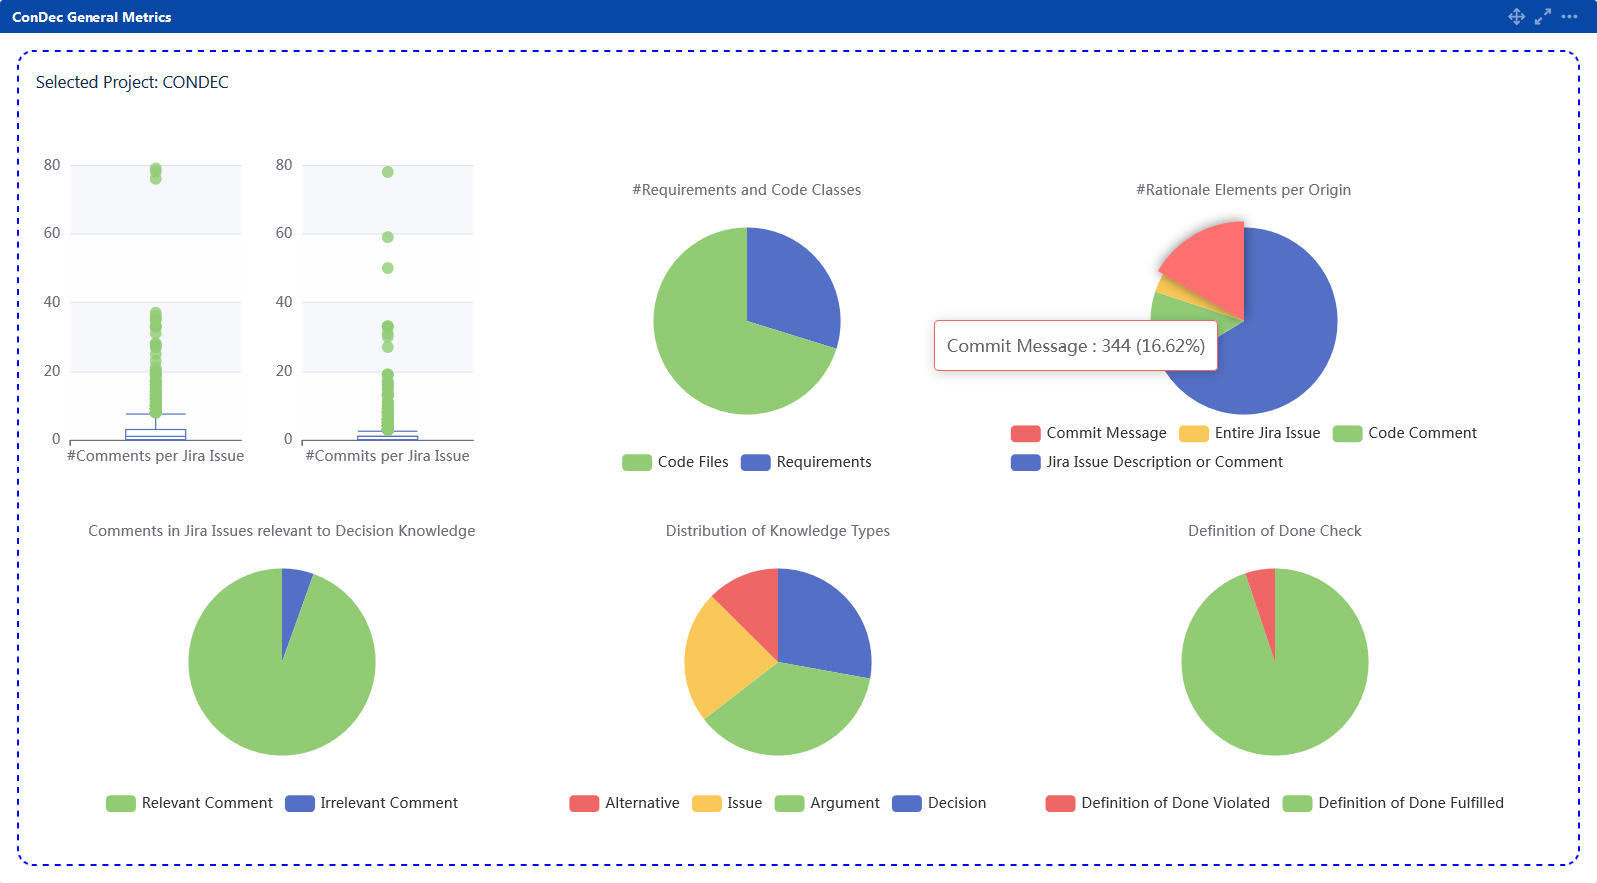 ConDec General Metrics
Selected Project: CONDEC
80
60
40
20
0
#Comments per Jira Issue
80
60
40
20
0
#Commits per Jira Issue
#Requirements and Code Classes
Code Files Requirements
#Rationale Elements per Origin
Commit Message : 344 (16.62%)
Commit Message Entire Jira Issue Code Comment
Jira Issue Description or Comment
Comments in Jira Issues relevant to Decision Knowledge
Relevant Comment Irrelevant Comment
Distribution of Knowledge Types
Alternative Issue Argument Decision
Definition of Done Check
Definition of Done Violated Definition of Done Fulfilled